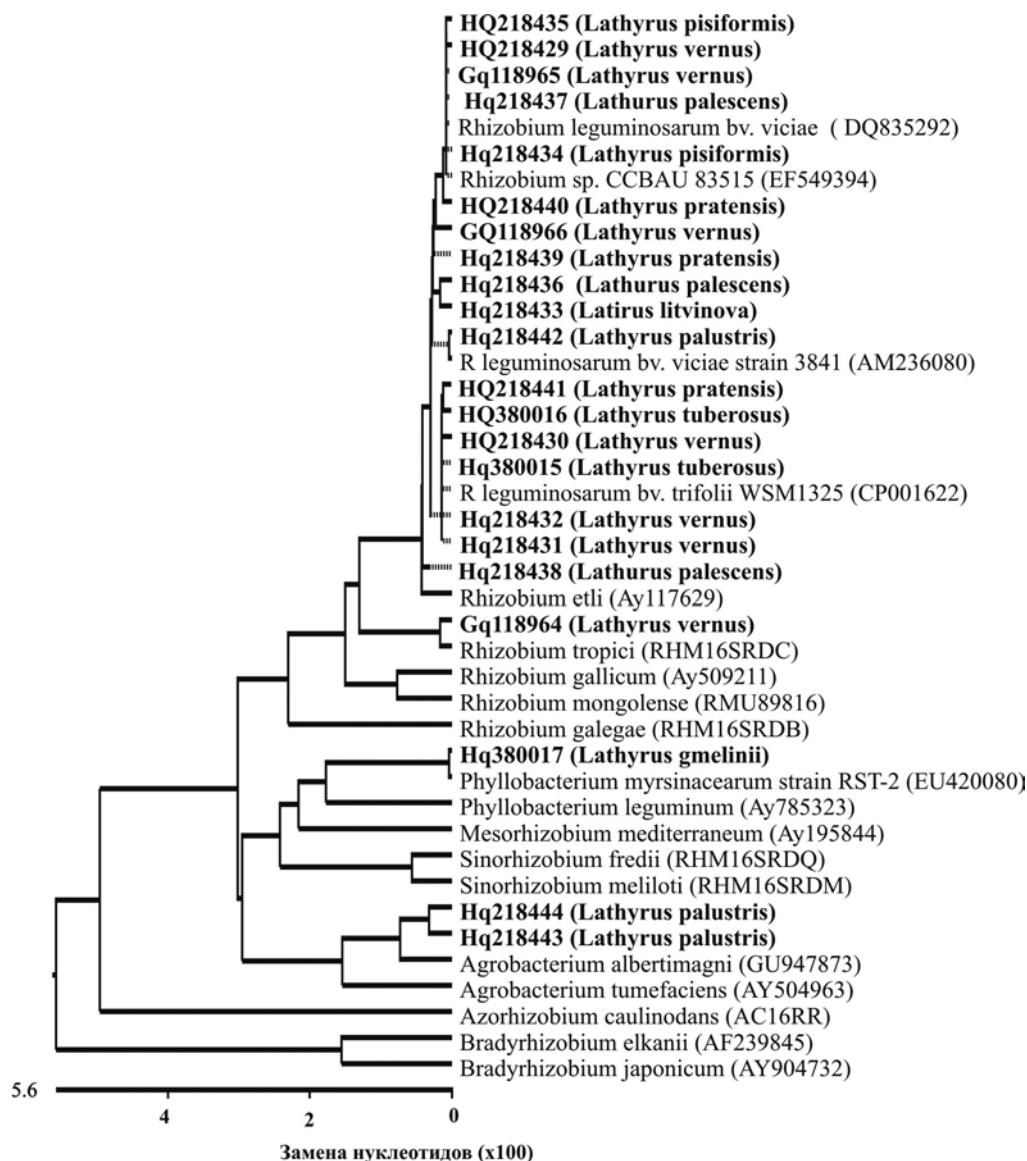 HQ218435 (Lathyrus pisiformis)
HQ218429 (Lathyrus vernus)
Gq118965 (Lathyrus vernus)
Hq218437 (Lathurus palescens)
Rhizobium leguminosarum bv. viciae ( DQ835292)
Hq218434 (Lathyrus pisiformis)
Rhizobium sp. CCBAU 83515 (EF549394)
HQ218440 (Lathyrus pratensis)
GQ118966 (Lathyrus vernus)
Hq218439 (Lathyrus pratensis)
Hq218436 (Lathurus palescens)
Hq218433 (Latirus litvinova)
Hq218442 (Lathyrus palustris)
R leguminosarum bv. viciae strain 3841 (AM236080)
HQ218441 (Lathyrus pratensis)
HQ380016 (Lathyrus tuberosus)
HQ218430 (Lathyrus vernus)
Hq380015 (Lathyrus tuberosus)
R leguminosarum bv. trifolii WSM1325 (CP001622)
Hq218432 (Lathyrus vernus)
Hq218431 (Lathyrus vernus)
Hq218438 (Lathurus palescens)
Rhizobium etli (Ay117629)
Gq118964 (Lathyrus vernus)
Rhizobium tropici (RHM16SRDC)
Rhizobium gallicum (Ay509211)
Rhizobium mongolense (RMU89816)
Rhizobium galegae (RHM16SRDB)
Hq380017 (Lathyrus gmelinii)
Phyllobacterium myrsinacearum strain RST-2 (EU420080)
Phyllobacterium leguminum (Ay785323)
Mesorhizobium mediterraneum (Ay195844)
Sinorhizobium fredii (RHM16SRDQ)
Sinorhizobium meliloti (RHM16SRDM)
Hq218444 (Lathyrus palustris)
Hq218443 (Lathyrus palustris)
Agrobacterium albertimagni (GU947873)
Agrobacterium tumefaciens (AY504963)
Azorhizobium caulinodans (AC16RR)
Bradyrhizobium elkanii (AF239845)
Bradyrhizobium japonicum (AY904732)
5.6
4 2 0
Замена нуклеотидов (x100)